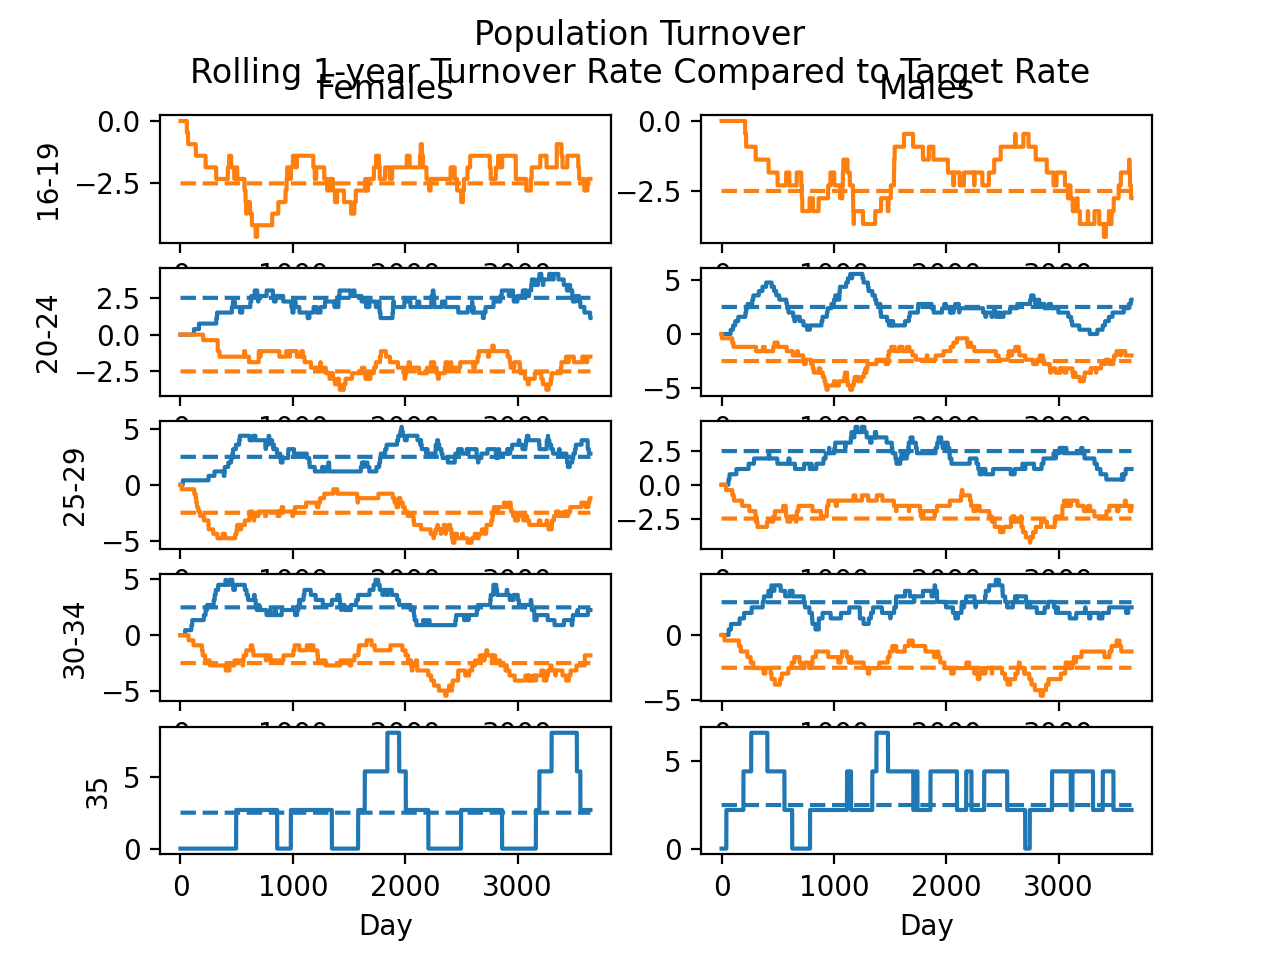 Population Turnover
Rolling 1-year Turnover Rate Compared to Target Rate
Females Males
16-19 0.0 −2.5 0.0 −2.5
20-24 2.5 0.0 −2.5 5 0 −5
25-29 5 0 −5 2.5 0.0 −2.5
30-34 5 0 −5 0 −5
35 5 0 5 0
0 1000 2000 3000 0 1000 2000 3000
Day Day